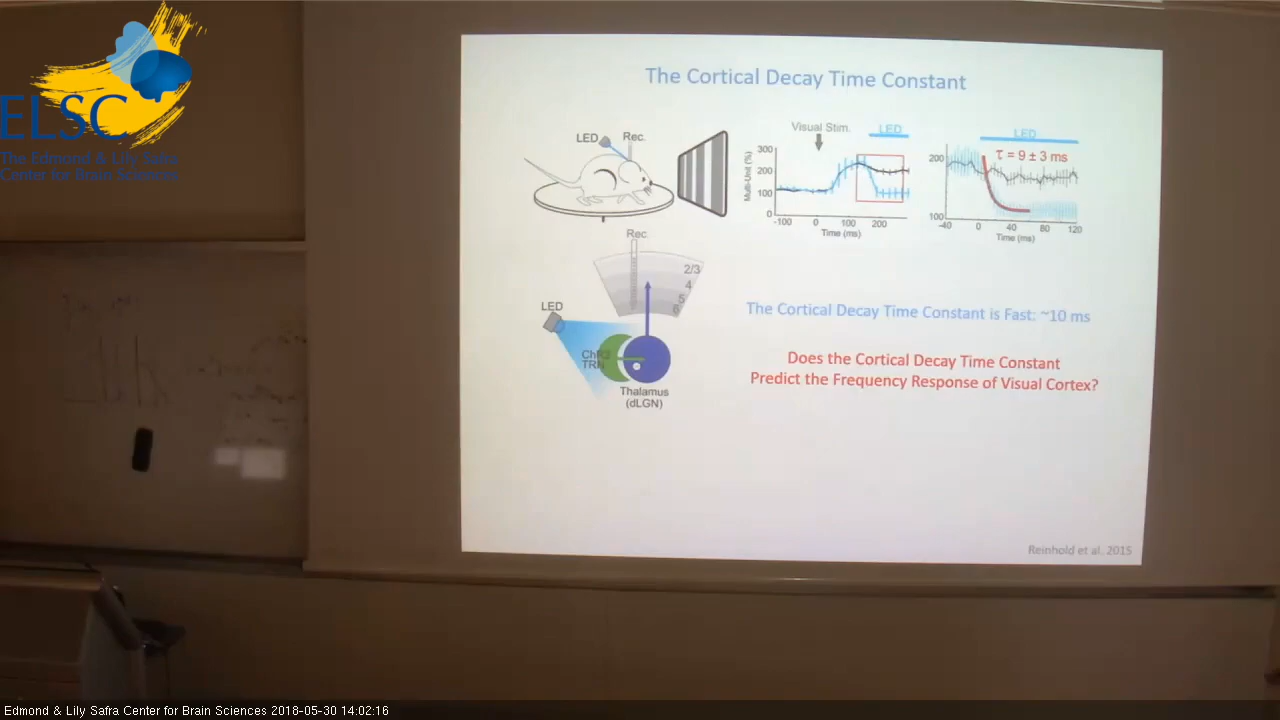 ELSC
The Edmond & Lily Safra
Center for Brain Sciences
The Cortical Decay Time Constant
LED
Rec.
Visual Stim.
LED
Multi-Unit (%)
300
200
100
0
-100
0
100
200
Time (ms)
LED
τ = 9 ± 3 ms
200
100
-40
0
40
80
120
Time (ms)
Rec.
2/3
4
5
6
LED
ChR2
TRN
Thalamus
(dLGN)
The Cortical Decay Time Constant is Fast: ~10 ms
Does the Cortical Decay Time Constant
Predict the Frequency Response of Visual Cortex?
Reinhold et al. 2015
Edmond & Lily Safra Center for Brain Sciences 2018-05-30 14:02:16